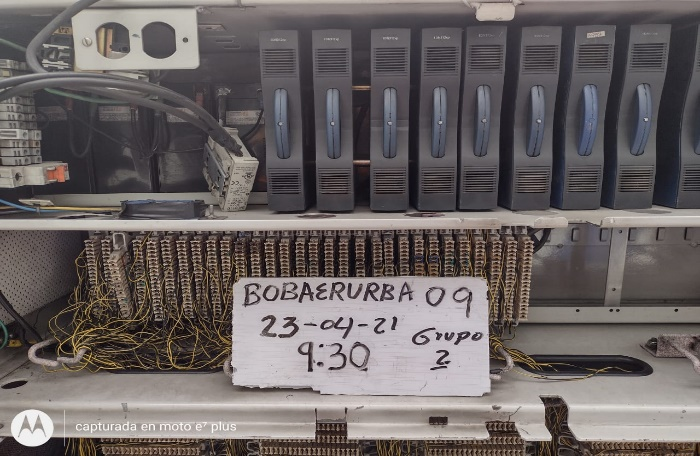 BOBAERURBA 09
23-04-21
Grupo
9:30
2
capturada en moto e⁷ plus